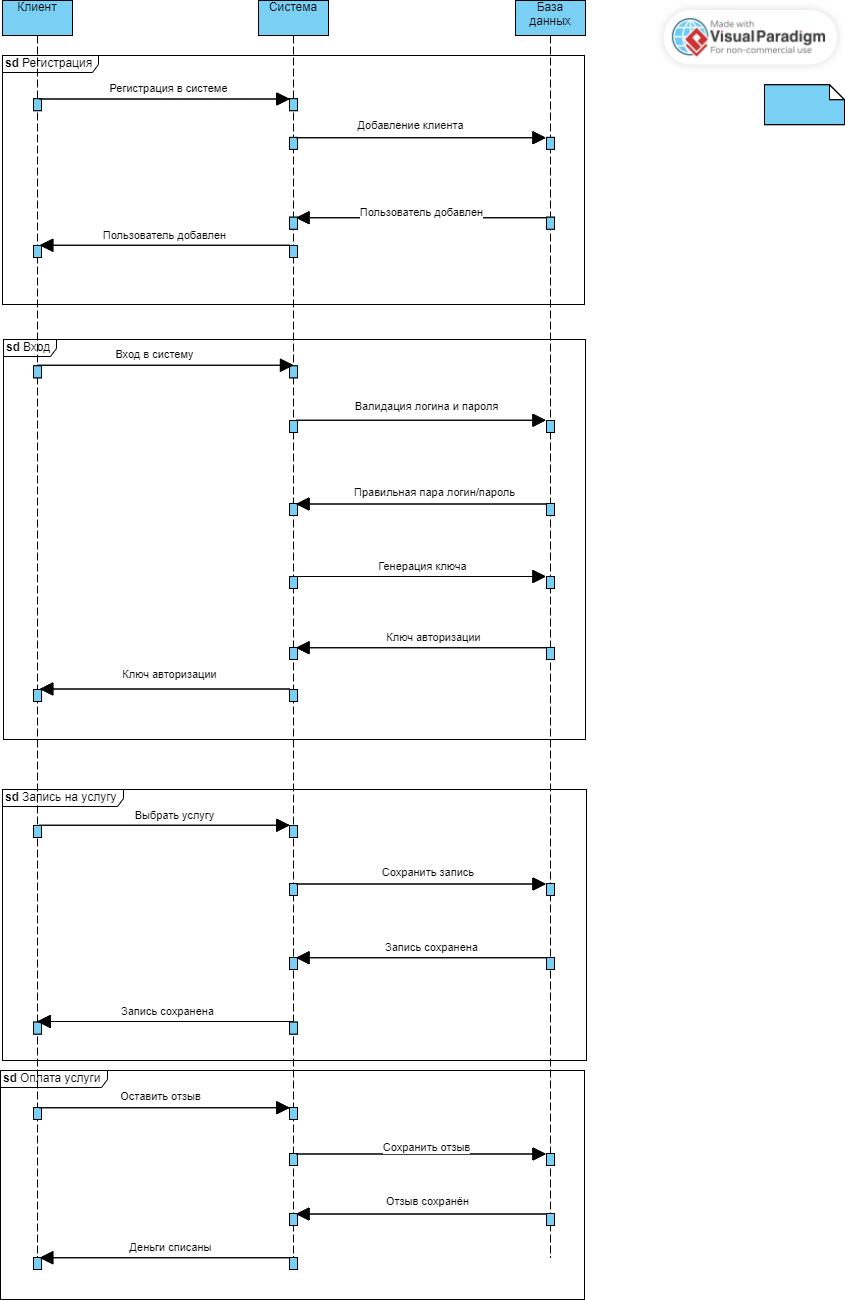 Клиент
Система
База
данных
Made with
VisualParadigm
For non-commercial use
sd Регистрация
Регистрация в системе
Добавление клиента
Пользователь добавлен
Пользователь добавлен
sd Вход
Вход в систему
Валидация логина и пароля
Правильная пара логин/пароль
Генерация ключа
Ключ авторизации
Ключ авторизации
sd Запись на услугу
Выбрать услугу
Сохранить запись
Запись сохранена
Запись сохранена
sd Оплата услуги
Оставить отзыв
Сохранить отзыв
Отзыв сохранён
Деньги списаны